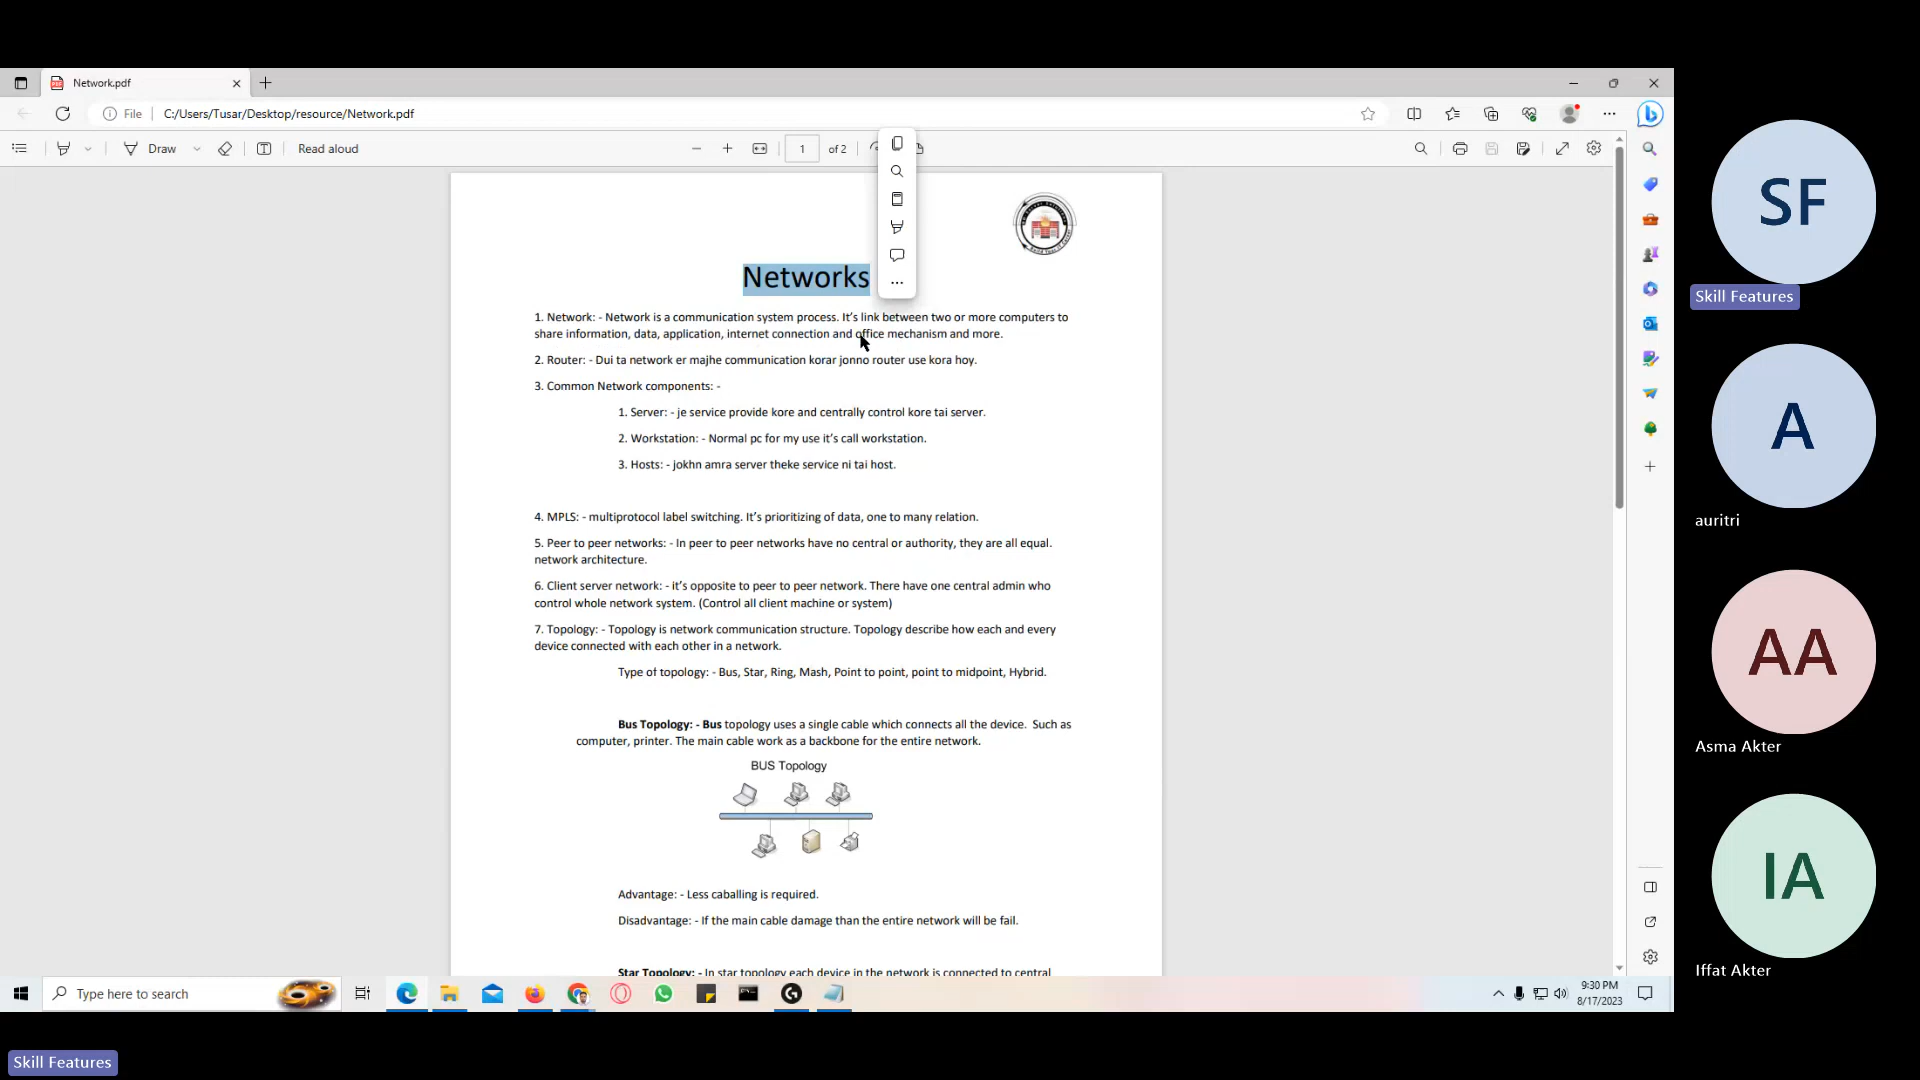 Network.pdf
File
C:/Users/Tusar/Desktop/resource/Network.pdf
Draw
Read aloud
1
of 2
Networks
1. Network: - Network is a communication system process. It's link between two or more computers to
share information, data, application, internet connection and office mechanism and more.
2. Router: - Dui ta network er majhe communication korar jonno router use kora hoy.
3. Common Network components: -
1. Server: - je service provide kore and centrally control kore tai server.
2. Workstation: - Normal pc for my use it's call workstation.
3. Hosts: - jokhn amra server theke service ni tai host.
4. MPLS: - multiprotocol label switching. It's prioritizing of data, one to many relation.
5. Peer to peer networks: - In peer to peer networks have no central or authority, they are all equal.
network architecture.
6. Client server network: - it's opposite to peer to peer network. There have one central admin who
control whole network system. (Control all client machine or system)
7. Topology: - Topology is network communication structure. Topology describe how each and every
device connected with each other in a network.
Type of topology: - Bus, Star, Ring, Mash, Point to point, point to midpoint, Hybrid.
Bus Topology: - Bus topology uses a single cable which connects all the device. Such as
computer, printer. The main cable work as a backbone for the entire network.
BUS Topology
Advantage: - Less caballing is required.
Disadvantage: - If the main cable damage than the entire network will be fail.
Star Topology: - In star topology each device in the network is connected to central
Type here to search
9:30 PM
8/17/2023
SF
Skill Features
A
auritri
AA
Asma Akter
IA
Iffat Akter
Skill Features